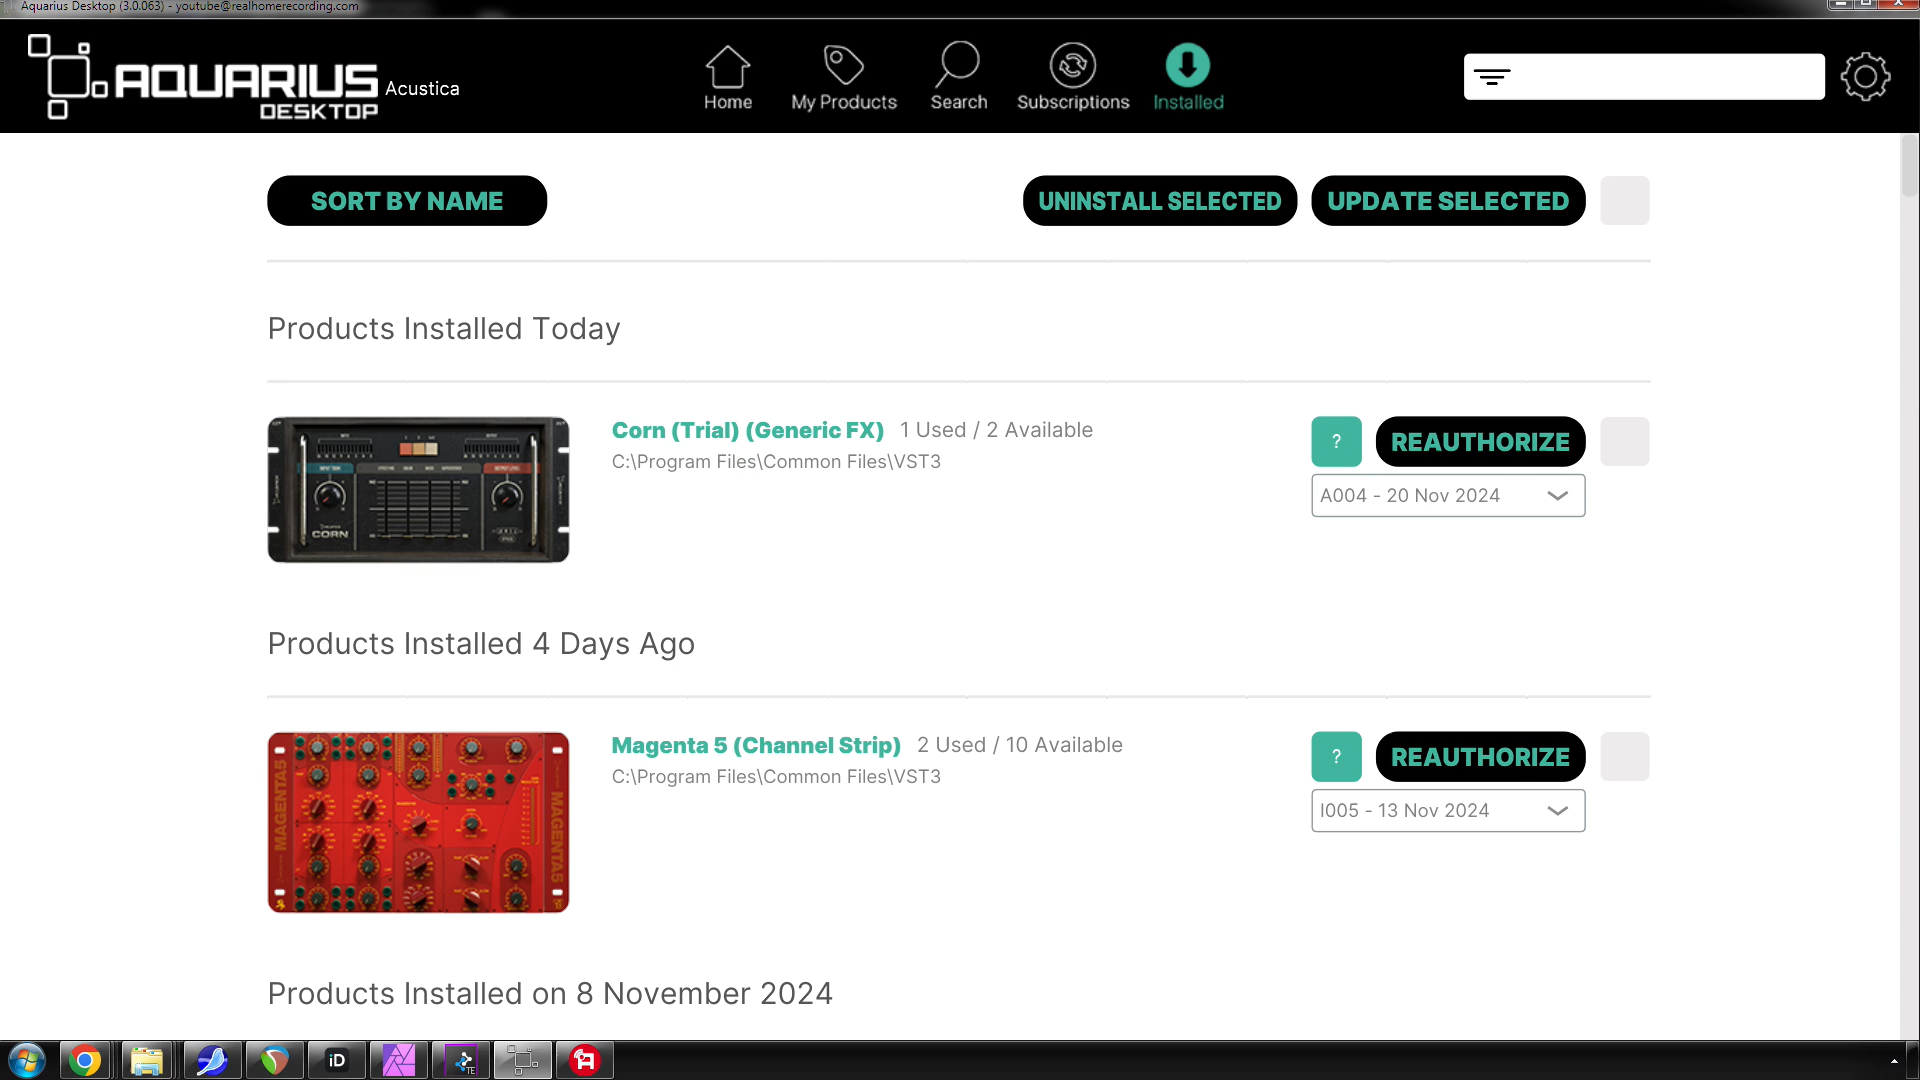 Aquarius Desktop (3.0.063) - youtube@realhomerecording.com
AQUARIUS
DESKTOP
Acustica
Home
My Products
Search
Subscriptions
Installed
SORT BY NAME
UNINSTALL SELECTED
UPDATE SELECTED
Products Installed Today
Corn (Trial) (Generic FX) 1 Used / 2 Available
C:\Program Files\Common Files\VST3
?
REAUTHORIZE
A004 - 20 Nov 2024
CORN
Products Installed 4 Days Ago
Magenta 5 (Channel Strip) 2 Used / 10 Available
C:\Program Files\Common Files\VST3
?
REAUTHORIZE
I005 - 13 Nov 2024
MAGENTA5
MAGENTA5
Products Installed on 8 November 2024
iD
TE